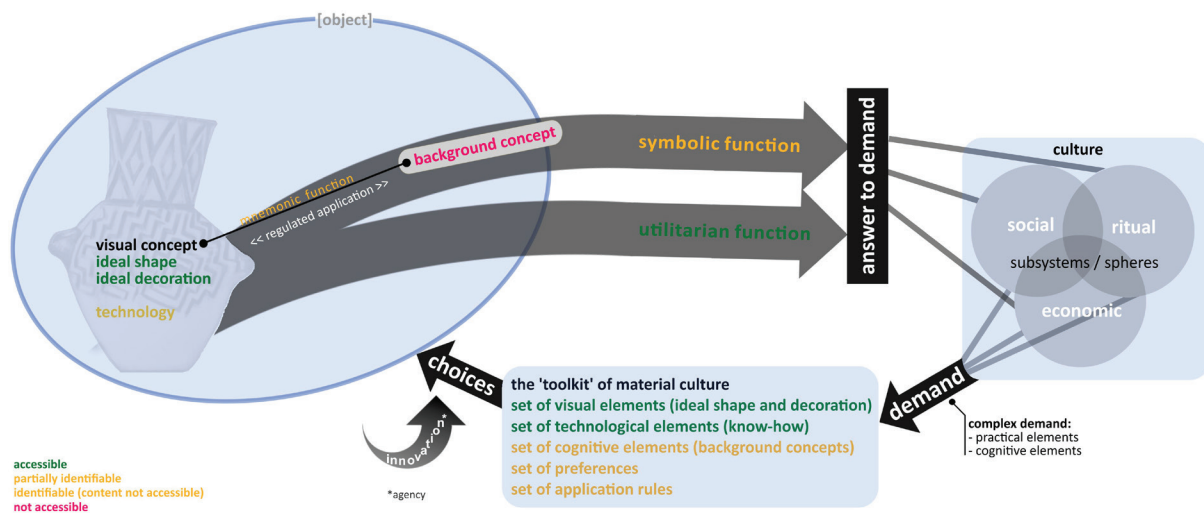 [object]
background concept
mnemonic function
<< regulated application >>
visual concept
ideal shape
ideal decoration
technology
symbolic function
utilitarian function
answer to demand
culture
social
ritual
subsystems / spheres
economic
demand
complex demand:
- practical elements
- cognitive elements
the 'toolkit' of material culture
set of visual elements (ideal shape and decoration)
set of technological elements (know-how)
set of cognitive elements (background concepts)
set of preferences
set of application rules
choices
innovation*
*agency
accessible
partially identifiable
identifiable (content not accessible)
not accessible